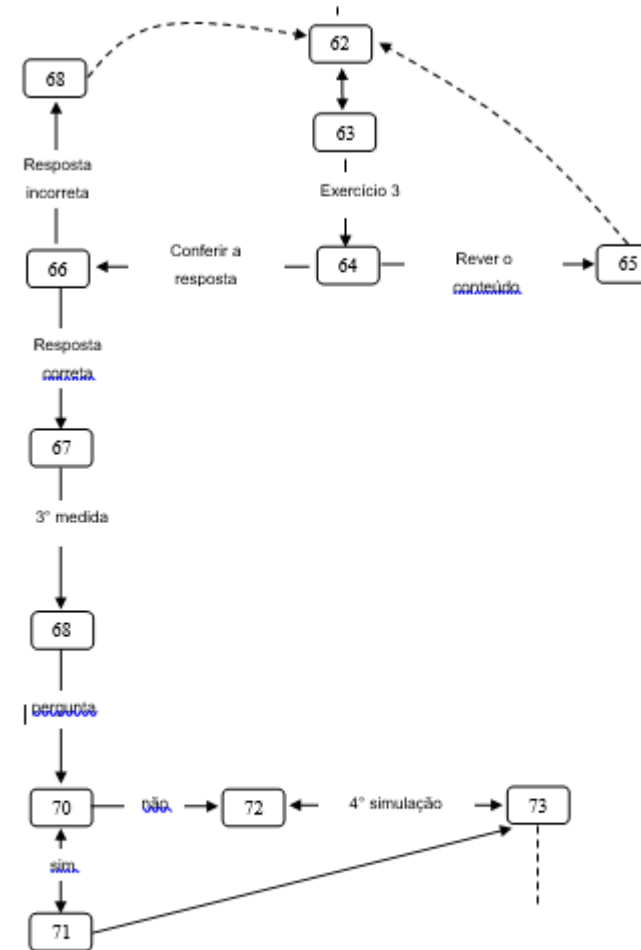 62
68
63
Resposta
incorreta
Exercício 3
66
Conferir a
resposta
64
Rever o
conteúdo
65
Resposta
correta
67
3° medida
68
pergunta
70
não
72
4° simulação
73
sim
71